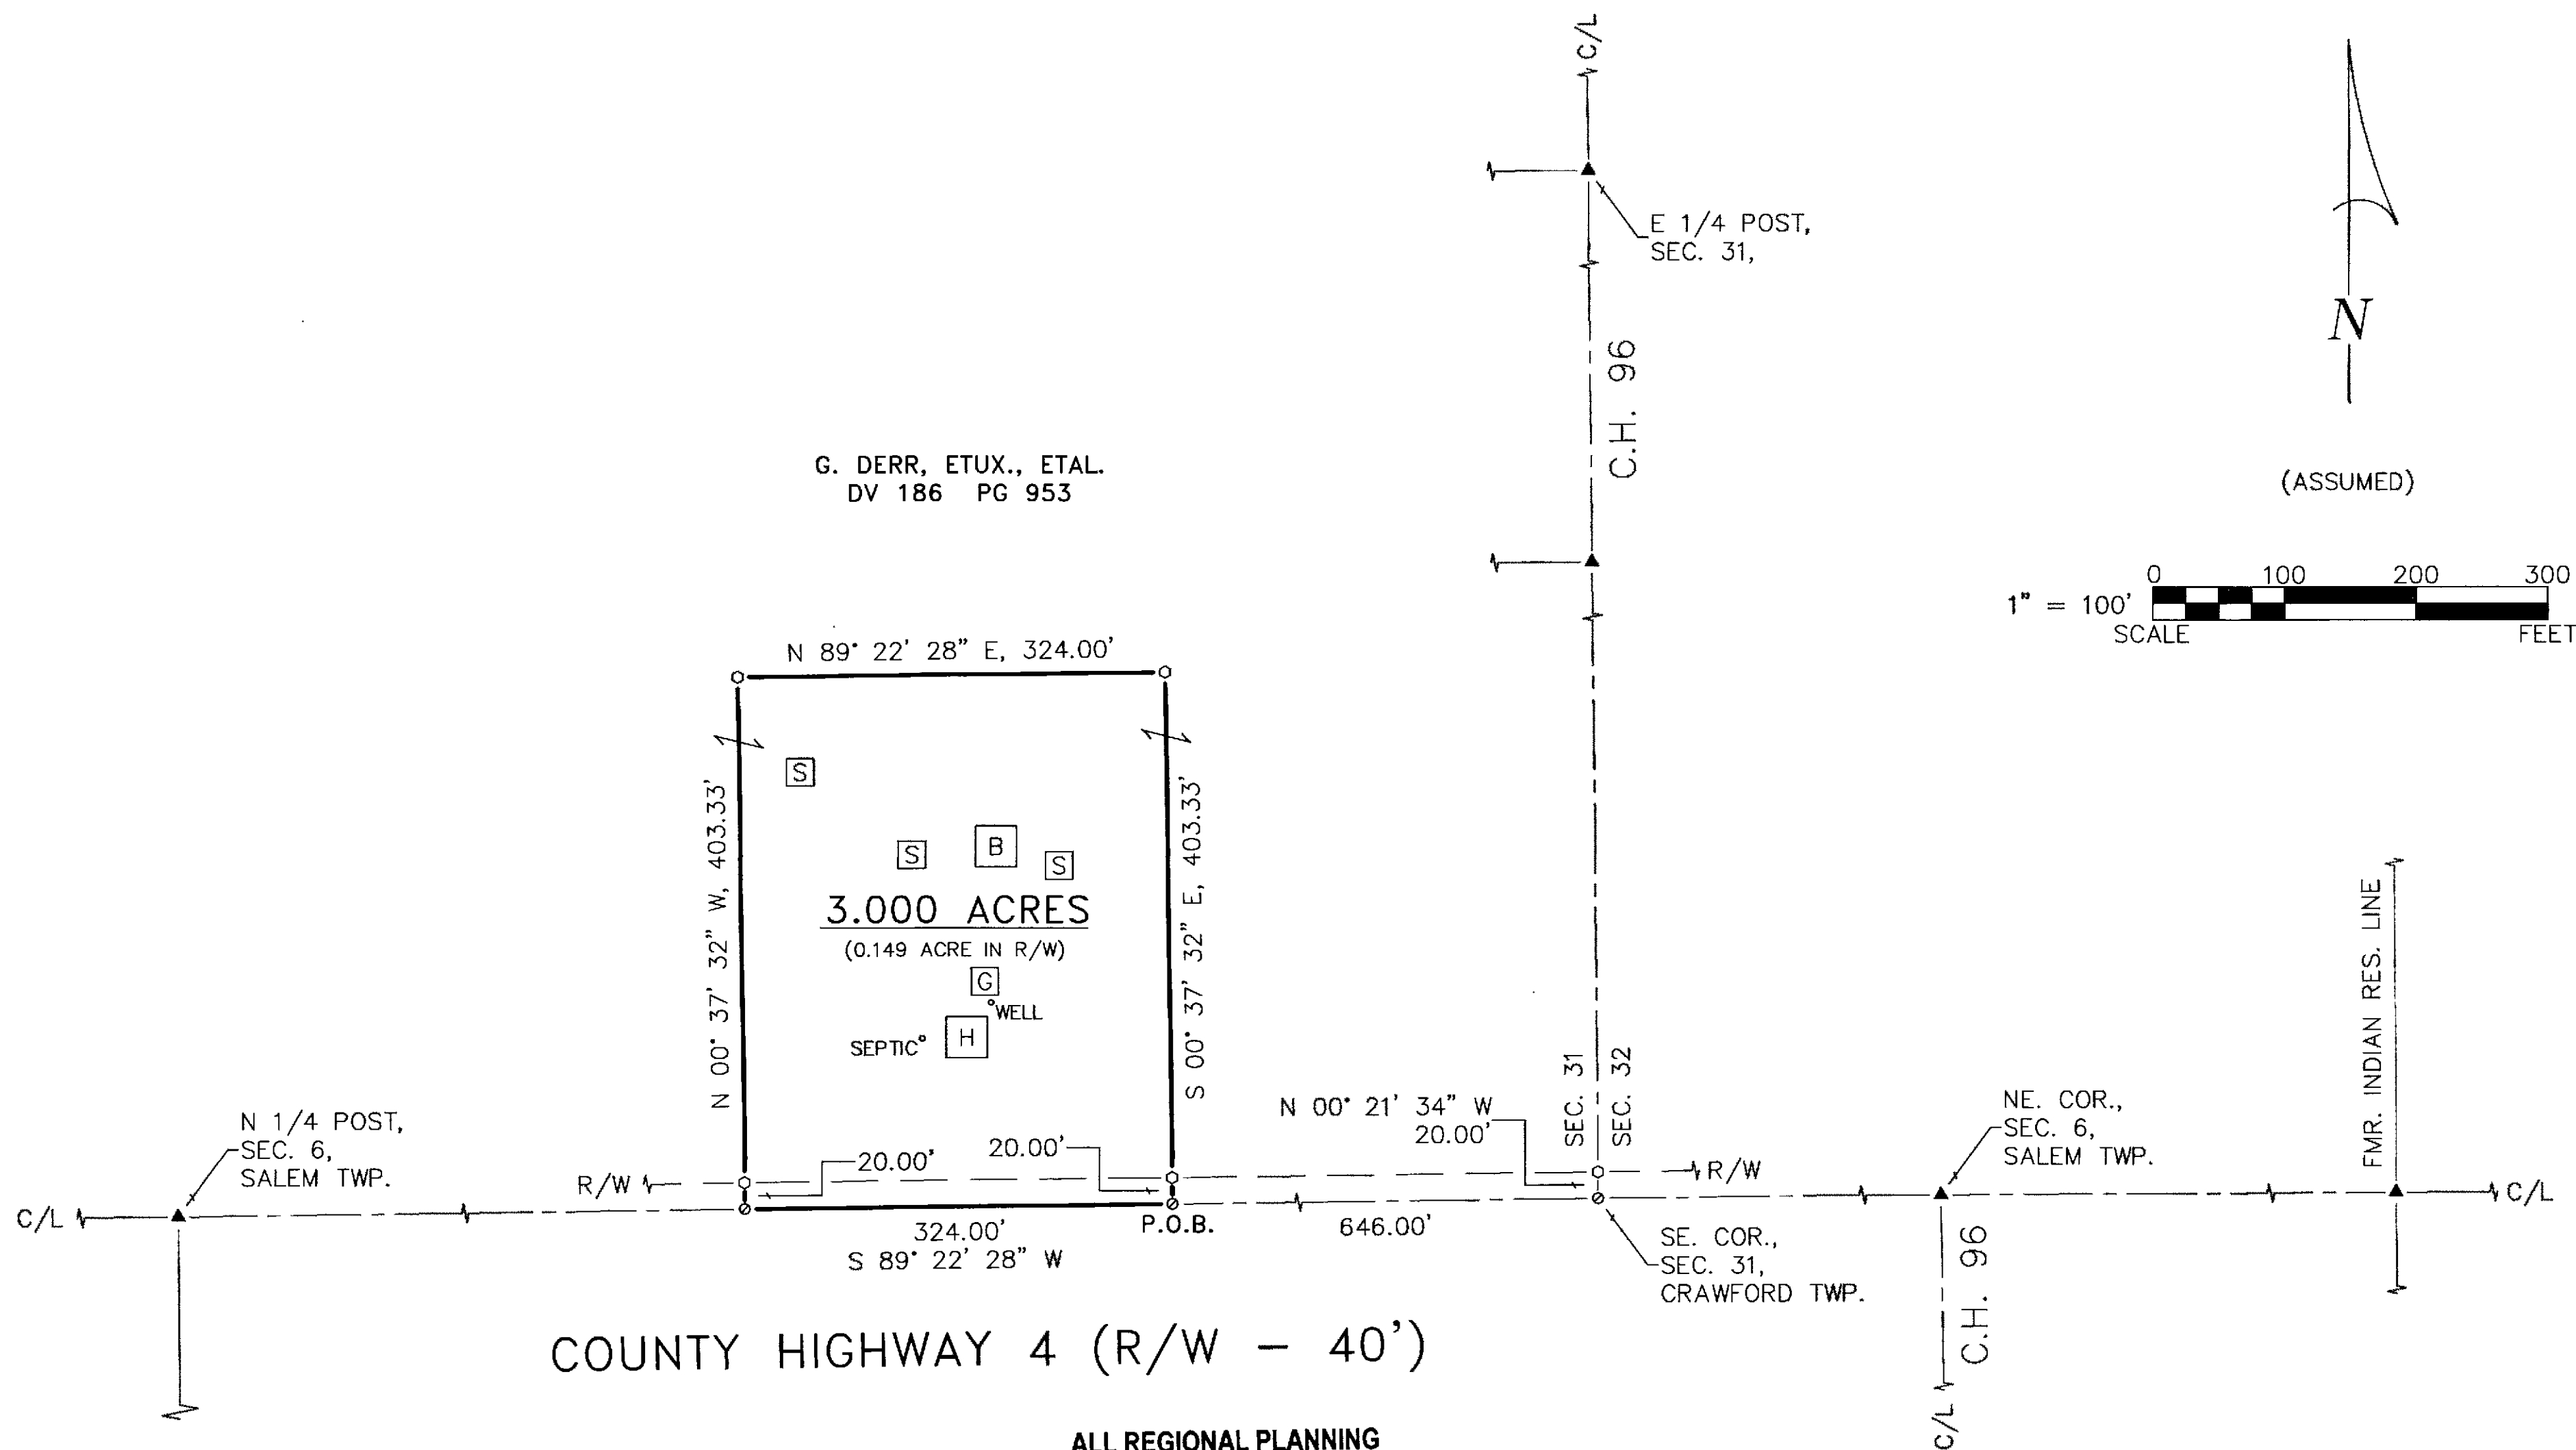 C/L
E 1/4 POST,
SEC. 31,
C.H. 96
N
(ASSUMED)
G. DERR, ETUX., ETAL.
DV 186 PG 953
0 100 200 300
1" = 100'
SCALE FEET
N 89° 22' 28" E, 324.00'
S
N 00° 37' 32" W, 403.33'
S 00° 37' 32" E, 403.33'
S B S
3.000 ACRES
(0.149 ACRE IN R/W)
G
WELL
SEPTIC H
FMR. INDIAN RES. LINE
SEC. 31
SEC. 32
N 00° 21' 34" W
20.00'
NE. COR.,
SEC. 6,
SALEM TWP.
N 1/4 POST,
SEC. 6,
SALEM TWP.
20.00'
20.00'
R/W
R/W
C/L
C/L
P.O.B.
324.00'
S 89° 22' 28" W
646.00'
SE. COR.,
SEC. 31,
CRAWFORD TWP.
C.H. 96
C/L
COUNTY HIGHWAY 4 (R/W - 40')
ALL REGIONAL PLANNING